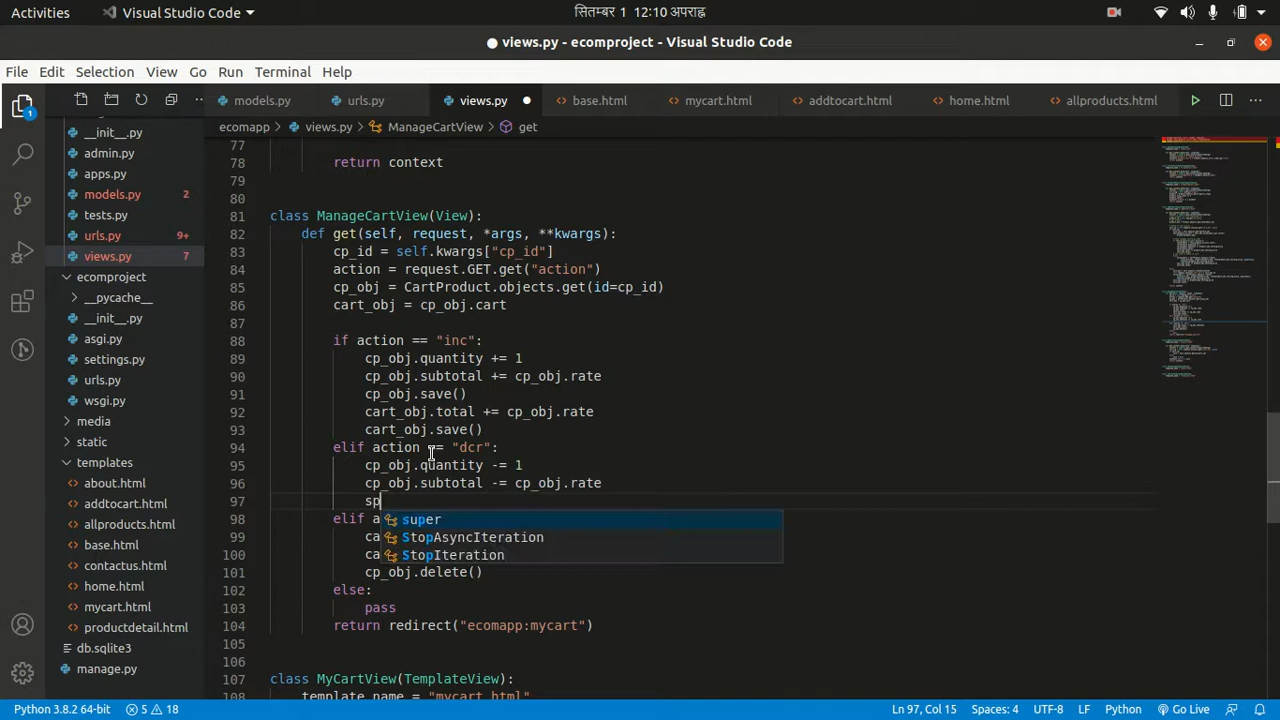 Activities Visual Studio Code सितम्बर 1 12:10 अपराह्न
views.py - ecomproject - Visual Studio Code
File Edit Selection View Go Run Terminal Help
1 models.py urls.py views.py base.html mycart.html addtocart.html home.html allproducts.html
ecomapp > views.py > ManageCartView > get
__init__.py
admin.py
apps.py
models.py 2
tests.py
urls.py 9+
views.py 7
ecomproject
__pycache__
__init__.py
asgi.py
settings.py
urls.py
wsgi.py
media
static
templates
about.html
addtocart.html
allproducts.html
base.html
contactus.html
home.html
mycart.html
productdetail.html
db.sqlite3
manage.py
77
78 return context
79
80
81 class ManageCartView(View):
82 def get(self, request, *args, **kwargs):
83 cp_id = self.kwargs["cp_id"]
84 action = request.GET.get("action")
85 cp_obj = CartProduct.objects.get(id=cp_id)
86 cart_obj = cp_obj.cart
87
88 if action == "inc":
89 cp_obj.quantity += 1
90 cp_obj.subtotal += cp_obj.rate
91 cp_obj.save()
92 cart_obj.total += cp_obj.rate
93 cart_obj.save()
94 elif action == "dcr":
95 cp_obj.quantity -= 1
96 cp_obj.subtotal -= cp_obj.rate
97 sp
super
StopAsyncIteration
StopIteration
98 elif a
99 ca
100 ca
101 cp_obj.delete()
102 else:
103 pass
104 return redirect("ecomapp:mycart")
105
106
107 class MyCartView(TemplateView):
108 template_name = "mycart.html"
Python 3.8.2 64-bit 5 18 Ln 97, Col 15 Spaces: 4 UTF-8 LF Python Go Live